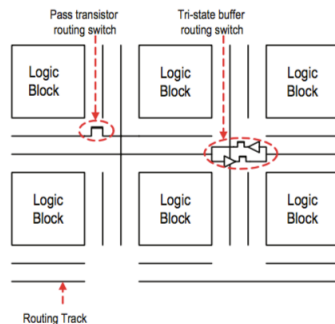 Pass transistor
routing switch
Tri-state buffer
routing switch
Logic
Block
Logic
Block
Logic
Block
Logic
Block
Logic
Block
Logic
Block
Routing Track